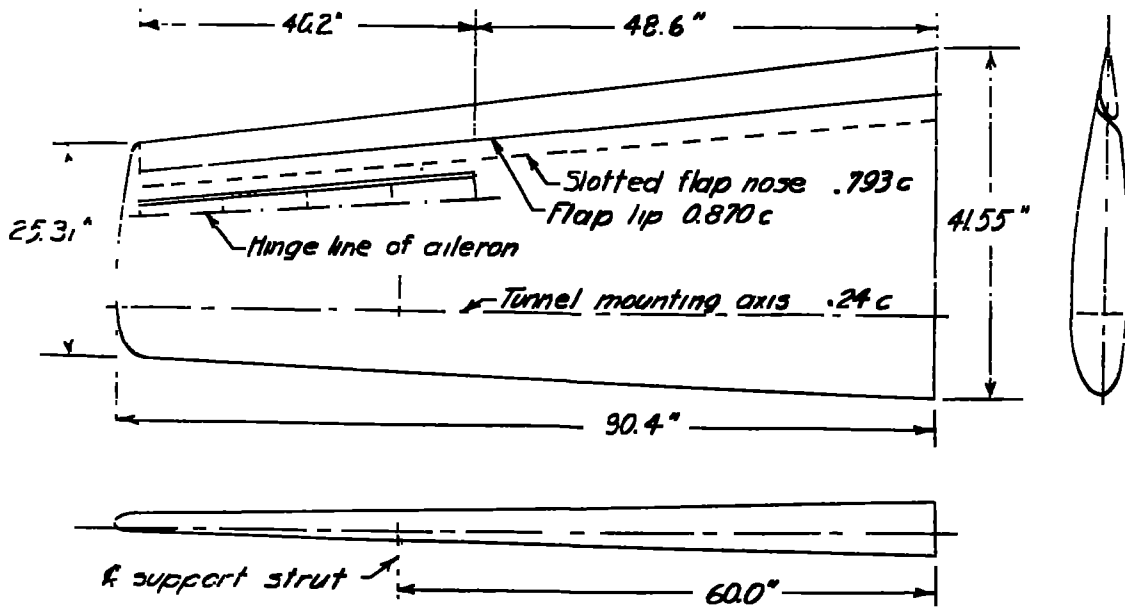 40.2"
48.6"
Slotted flap nose .793c
Flap lip 0.870c
25.31"
41.55"
Hinge line of aileron
Tunnel mounting axis .24c
90.4"
℄ support strut
60.0"